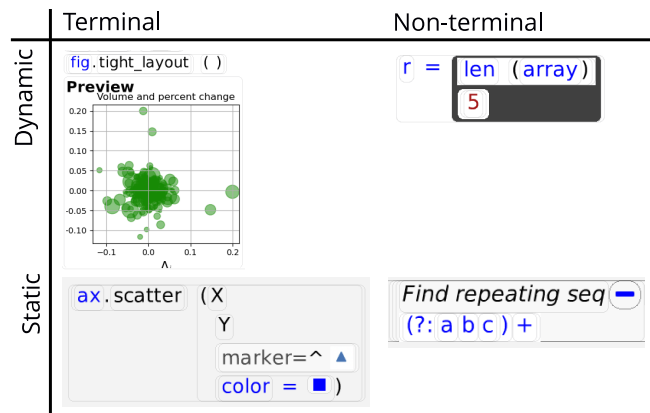 Terminal
Non-terminal
Dynamic
fig.tight_layout ()
Preview
Volume and percent change
0.20
0.15
0.10
0.05
0.00
−0.05
−0.10
−0.1 0.0 0.1 0.2
r = len (array)
5
Static
ax.scatter (X
Y
marker=^ ▲
color = ■)
Find repeating seq
(?: a b c ) +